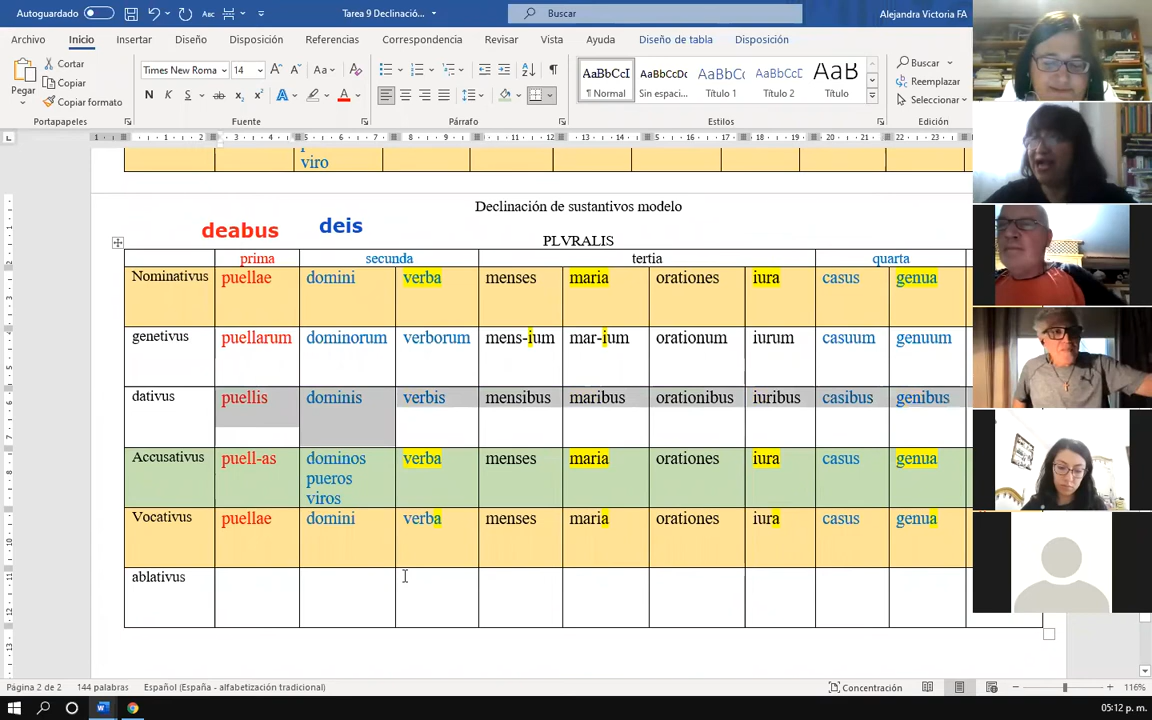 Autoguardado
Tarea 9 Declinació...
Buscar
Alejandra Victoria FA
Archivo Inicio Insertar Diseño Disposición Referencias Correspondencia Revisar Vista Ayuda Diseño de tabla Disposición
Pegar
Cortar
Copiar
Copiar formato
Portapapeles
Times New Roma 14
N K S ab x₂ x²
Fuente
Párrafo
AaBbCcI
¶ Normal
AaBbCcDc
Sin espaci...
AaBbCc
Título 1
AaBbCcD
Título 2
AaB
Título
Estilos
Buscar
Reemplazar
Seleccionar
viro
Declinación de sustantivos modelo
deabus deis
PLVRALIS
prima secunda tertia quarta
Nominativus puellae domini verba menses maria orationes iura casus genua
genetivus puellarum dominorum verborum mens-ium mar-ium orationum iurum casuum genuum
dativus puellis dominis verbis mensibus maribus orationibus iuribus casibus genibus
Accusativus puell-as dominos verba menses maria orationes iura casus genua
pueros
viros
Vocativus puellae domini verba menses maria orationes iura casus genua
ablativus
Página 2 de 2 144 palabras Español (España - alfabetización tradicional) Concentración 116%
05:12 p. m.